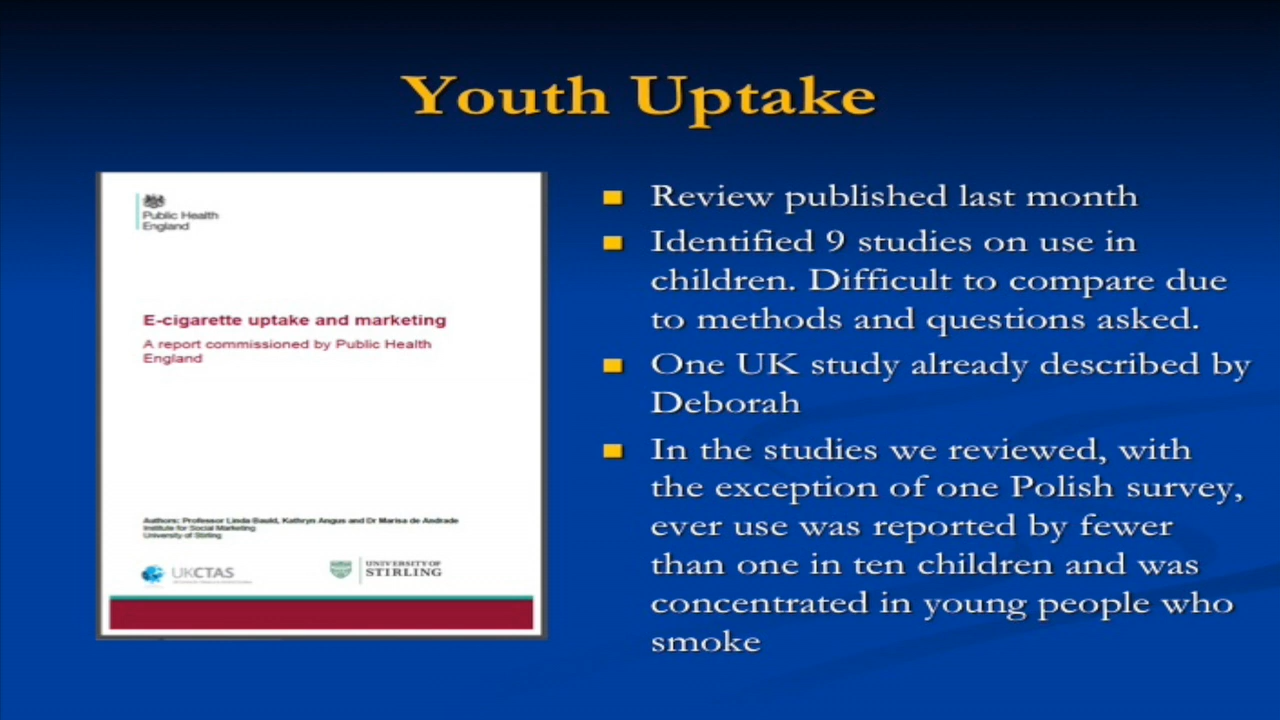 Youth Uptake
Public Health
England
E-cigarette uptake and marketing
A report commissioned by Public Health
England
Authors: Professor Linda Bauld, Kathryn Angus and Dr Marisa de Andrade
Institute for Social Marketing
University of Stirling
UKCTAS
UNIVERSITY OF
STIRLING
Review published last month
Identified 9 studies on use in
children. Difficult to compare due
to methods and questions asked.
One UK study already described by
Deborah
In the studies we reviewed, with
the exception of one Polish survey,
ever use was reported by fewer
than one in ten children and was
concentrated in young people who
smoke